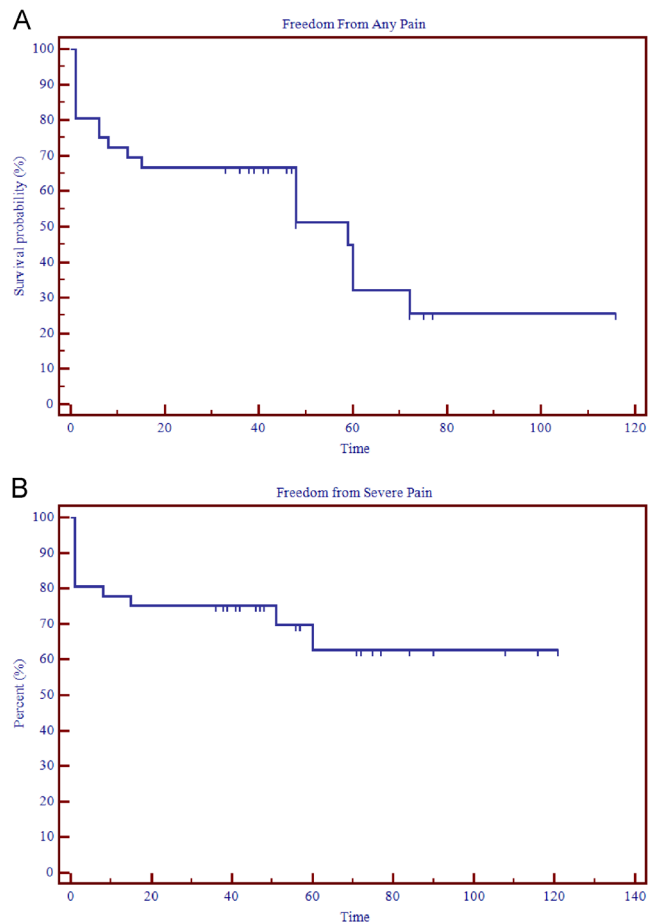 A
Freedom From Any Pain
100
90
80
70
60
50
40
30
20
10
0
Survival probability (%)
0 20 40 60 80 100 120
Time
B
Freedom from Severe Pain
100
90
80
70
60
50
40
30
20
10
0
Percent (%)
0 20 40 60 80 100 120 140
Time